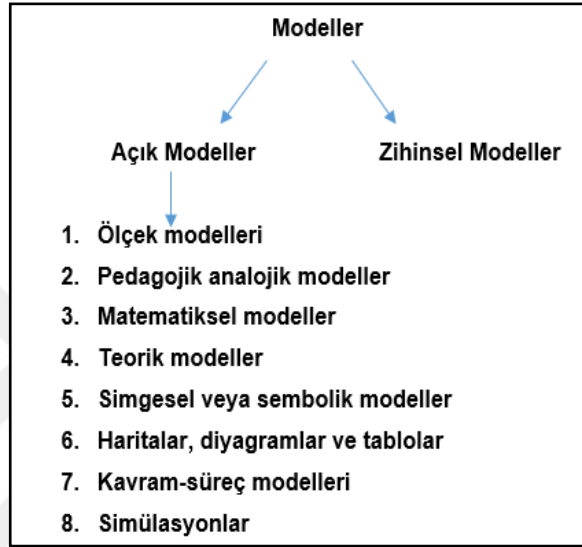 Modeller
Açık Modeller Zihinsel Modeller
1. Ölçek modelleri
2. Pedagojik analojik modeller
3. Matematiksel modeller
4. Teorik modeller
5. Simgesel veya sembolik modeller
6. Haritalar, diyagramlar ve tablolar
7. Kavram-süreç modelleri
8. Simülasyonlar